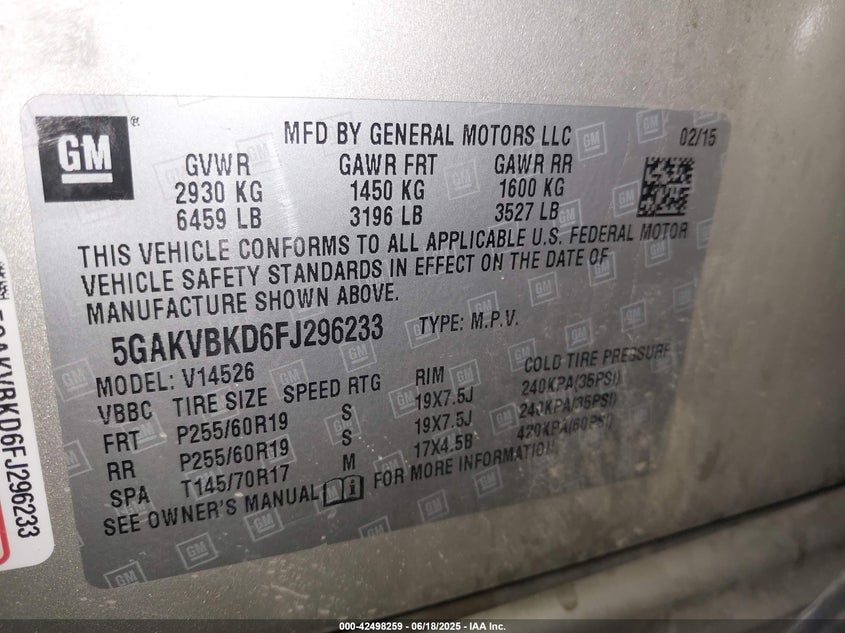 GM
MFD BY GENERAL MOTORS LLC 02/15
GVWR GAWR FRT GAWR RR
2930 KG 1450 KG 1600 KG
6459 LB 3196 LB 3527 LB
THIS VEHICLE CONFORMS TO ALL APPLICABLE U.S. FEDERAL MOTOR
VEHICLE SAFETY STANDARDS IN EFFECT ON THE DATE OF
MANUFACTURE SHOWN ABOVE.
5GAKVBKD6FJ296233 TYPE: M.P.V.
MODEL: V14526
VBBC TIRE SIZE SPEED RTG RIM COLD TIRE PRESSURE
FRT P255/60R19 S 19X7.5J 240KPA(35PSI)
RR P255/60R19 S 19X7.5J 240KPA(35PSI)
SPA T145/70R17 M 17X4.5B 420KPA(60PSI)
SEE OWNER'S MANUAL i FOR MORE INFORMATION
5GAKVBKD6FJ296233
000-42498259 - 06/18/2025 - IAA Inc.